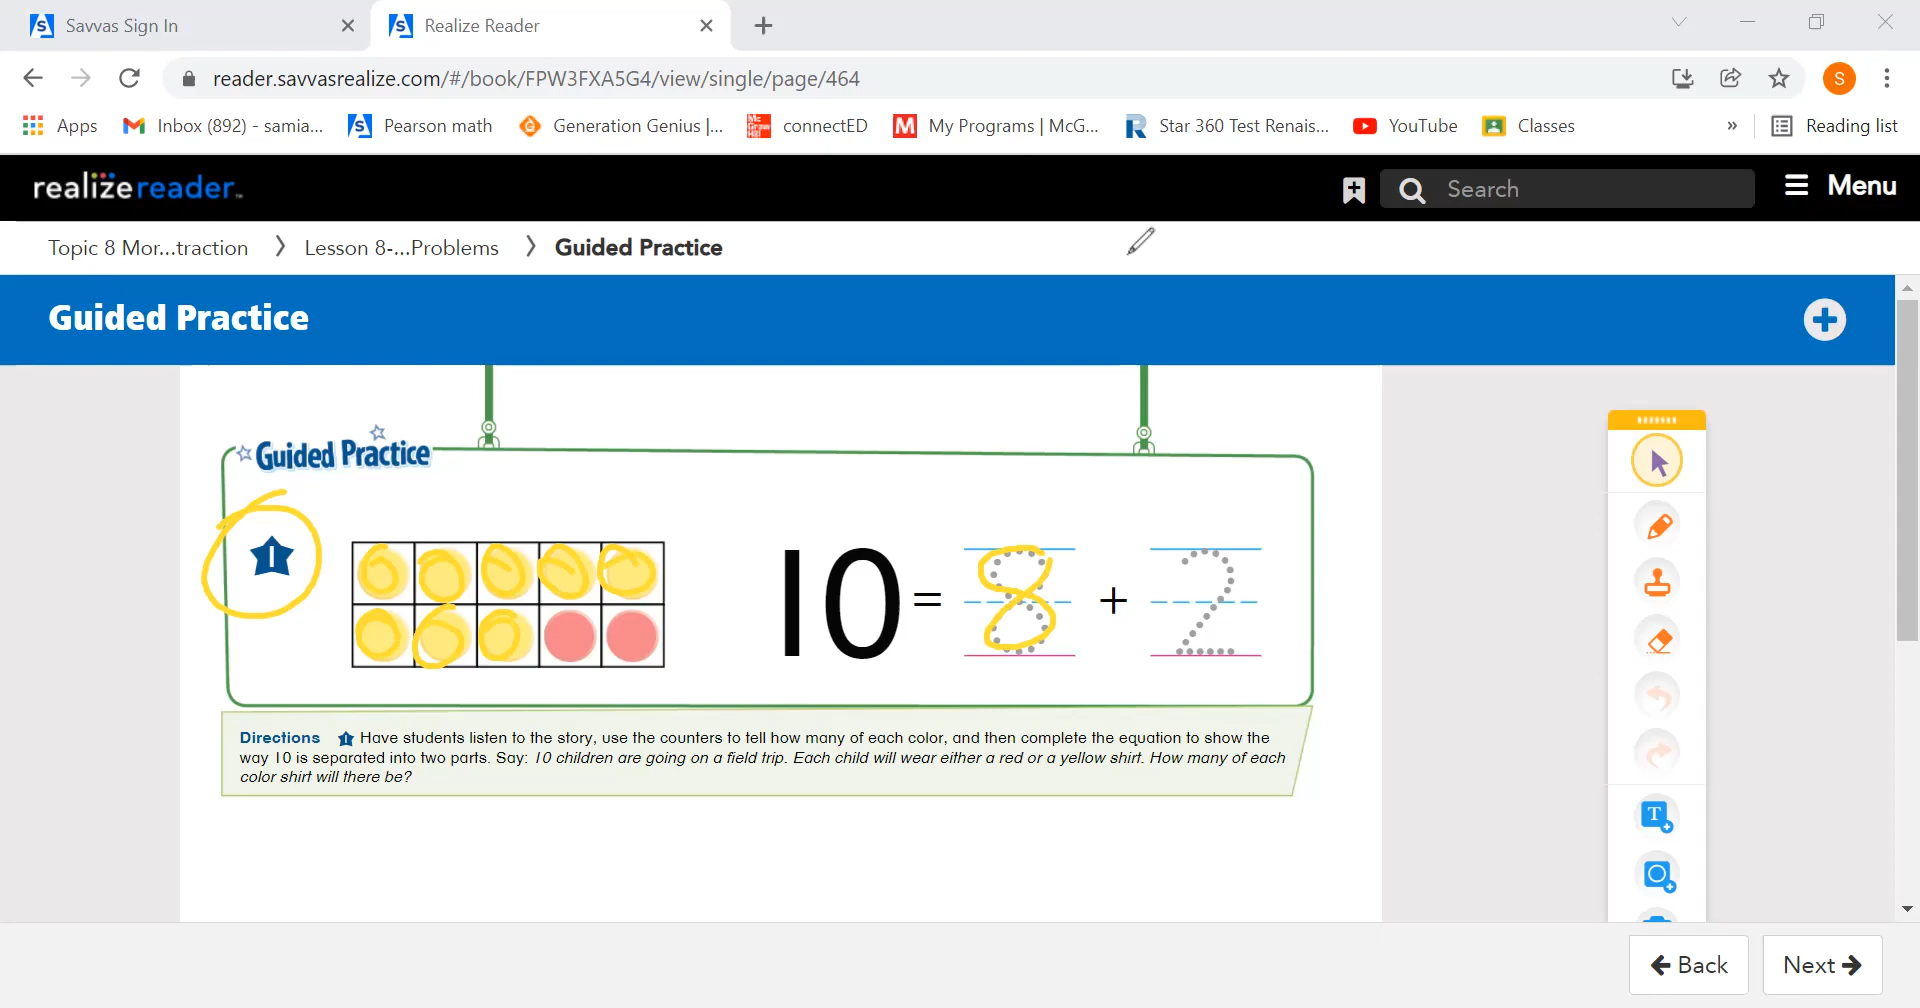 Savvas Sign In
Realize Reader
reader.savvasrealize.com/#/book/FPW3FXA5G4/view/single/page/464
S
Apps
Inbox (892) - samia...
Pearson math
Generation Genius |...
connectED
My Programs | McG...
Star 360 Test Renais...
YouTube
Classes
»
Reading list
realizereader™
Search
Menu
Topic 8 Mor...traction
Lesson 8-...Problems
Guided Practice
Guided Practice
Guided Practice
1
10 = 8 + 2
Directions 1 Have students listen to the story, use the counters to tell how many of each color, and then complete the equation to show the
way 10 is separated into two parts. Say: 10 children are going on a field trip. Each child will wear either a red or a yellow shirt. How many of each
color shirt will there be?
T
Back
Next